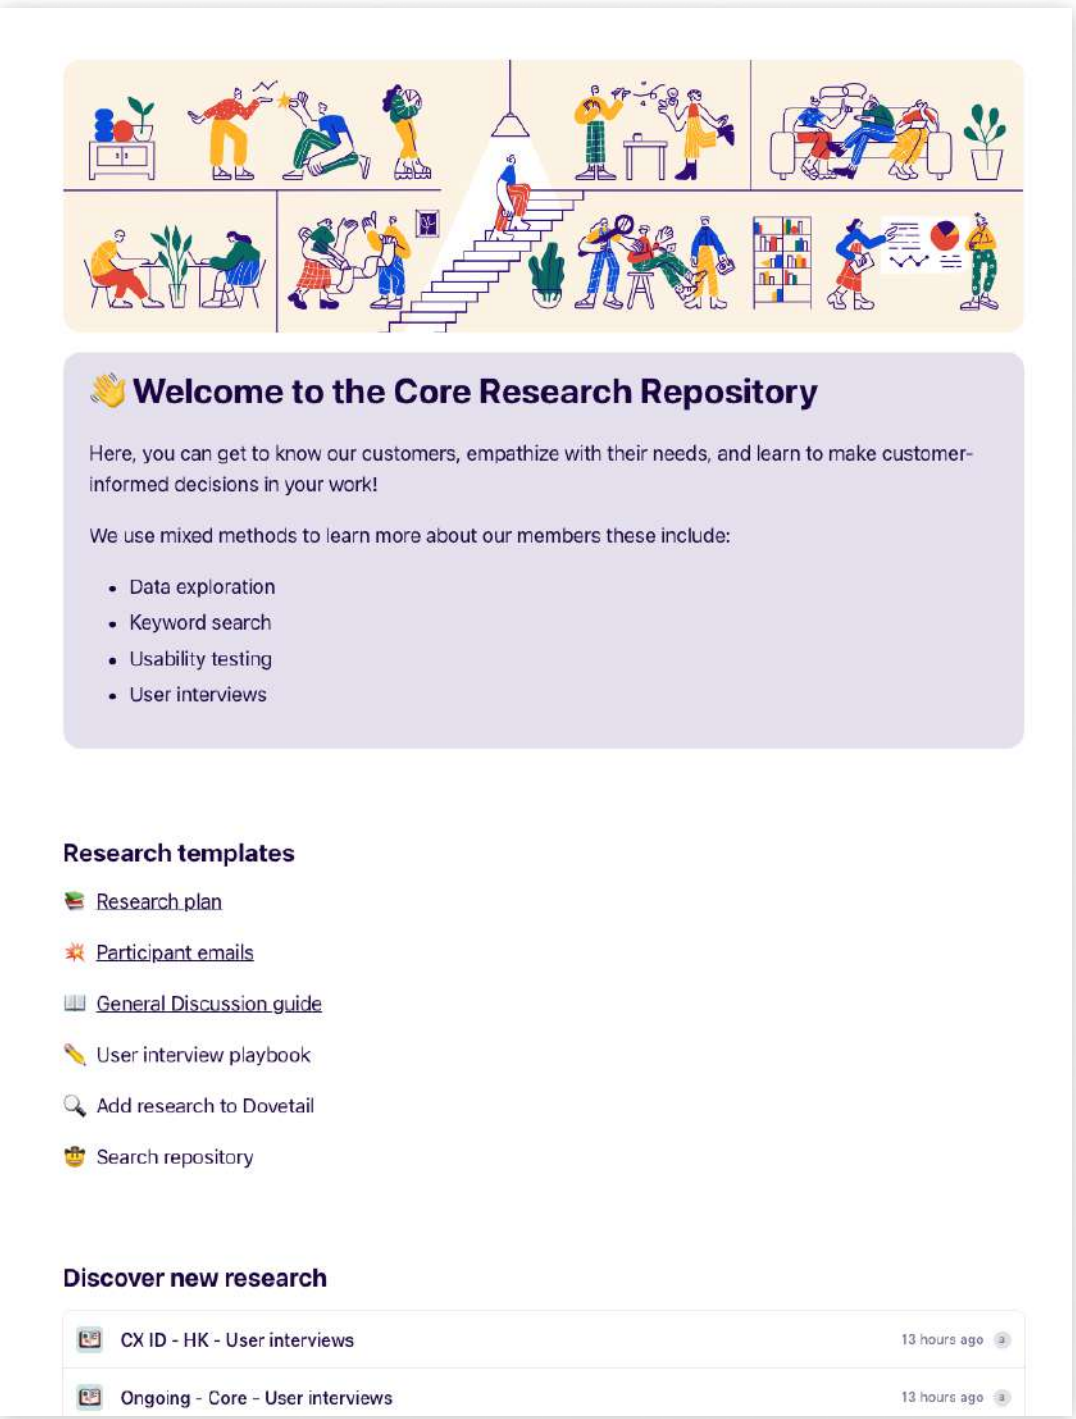 👋 Welcome to the Core Research Repository
Here, you can get to know our customers, empathize with their needs, and learn to make customer-
informed decisions in your work!
We use mixed methods to learn more about our members these include:
• Data exploration
• Keyword search
• Usability testing
• User interviews
Research templates
📚 Research plan
💥 Participant emails
📖 General Discussion guide
✏️ User interview playbook
🔍 Add research to Dovetail
🤠 Search repository
Discover new research
CX ID - HK - User interviews 13 hours ago a
Ongoing - Core - User interviews 13 hours ago a